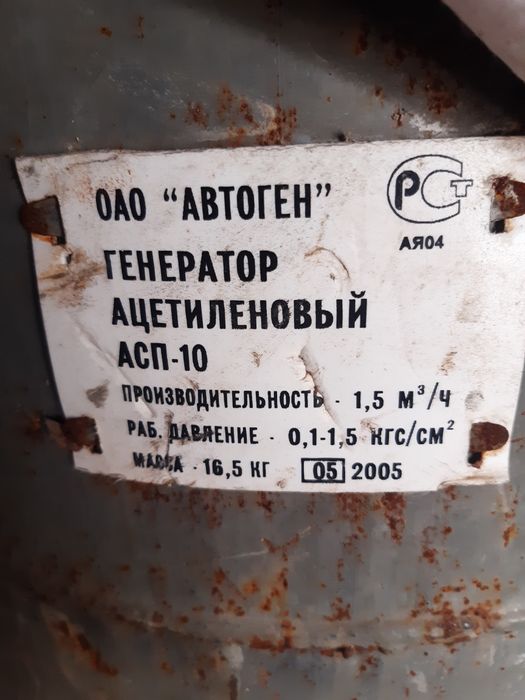 ОАО "АВТОГЕН"
РСТ
АЯ04
ГЕНЕРАТОР
АЦЕТИЛЕНОВЫЙ
АСП-10
ПРОИЗВОДИТЕЛЬНОСТЬ - 1,5 м³/ч
РАБ. ДАВЛЕНИЕ - 0,1-1,5 кгс/см²
МАССА - 16,5 кг 05 2005